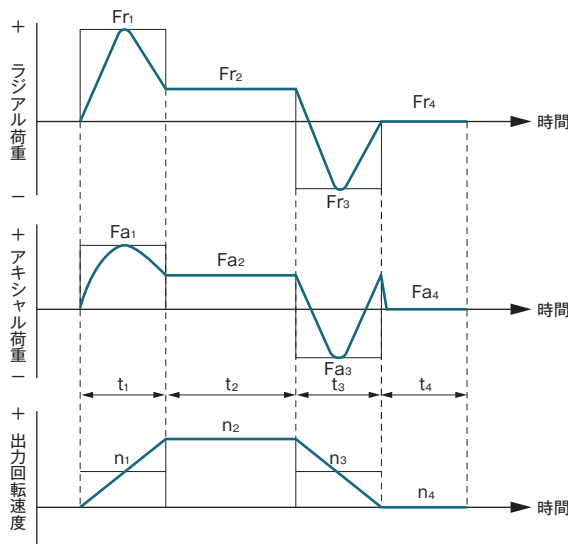 +
ラジアル荷重
−
Fr1
Fr2
Fr3
Fr4
時間
+
アキシャル荷重
−
Fa1
Fa2
Fa3
Fa4
時間
t1
t2
t3
t4
+
出力回転速度
n1
n2
n3
n4
時間